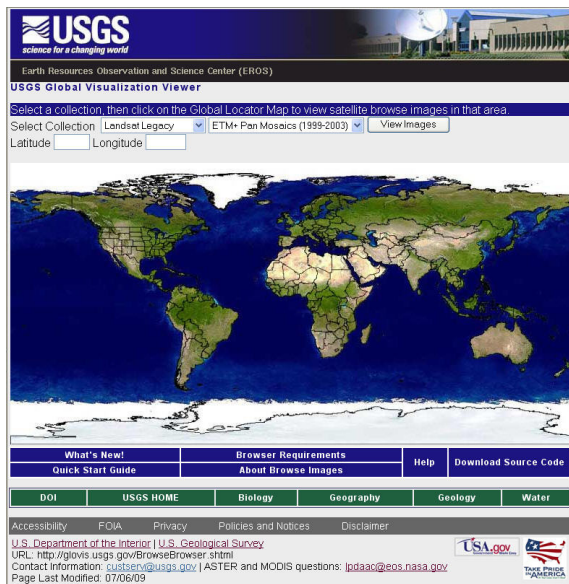 USGS
science for a changing world
Earth Resources Observation and Science Center (EROS)
USGS Global Visualization Viewer
Select a collection, then click on the Global Locator Map to view satellite browse images in that area.
Select Collection Landsat Legacy ETM+ Pan Mosaics (1999-2003) View Images
Latitude Longitude
What's New! Browser Requirements Help Download Source Code
Quick Start Guide About Browse Images
DOI USGS HOME Biology Geography Geology Water
Accessibility FOIA Privacy Policies and Notices Disclaimer
U.S. Department of the Interior | U.S. Geological Survey
URL: http://glovis.usgs.gov/BrowseBrowser.shtml
Contact Information: custserv@usgs.gov | ASTER and MODIS questions: lpdaac@eos.nasa.gov
Page Last Modified: 07/06/09
USA.gov
TAKE PRIDE
IN AMERICA